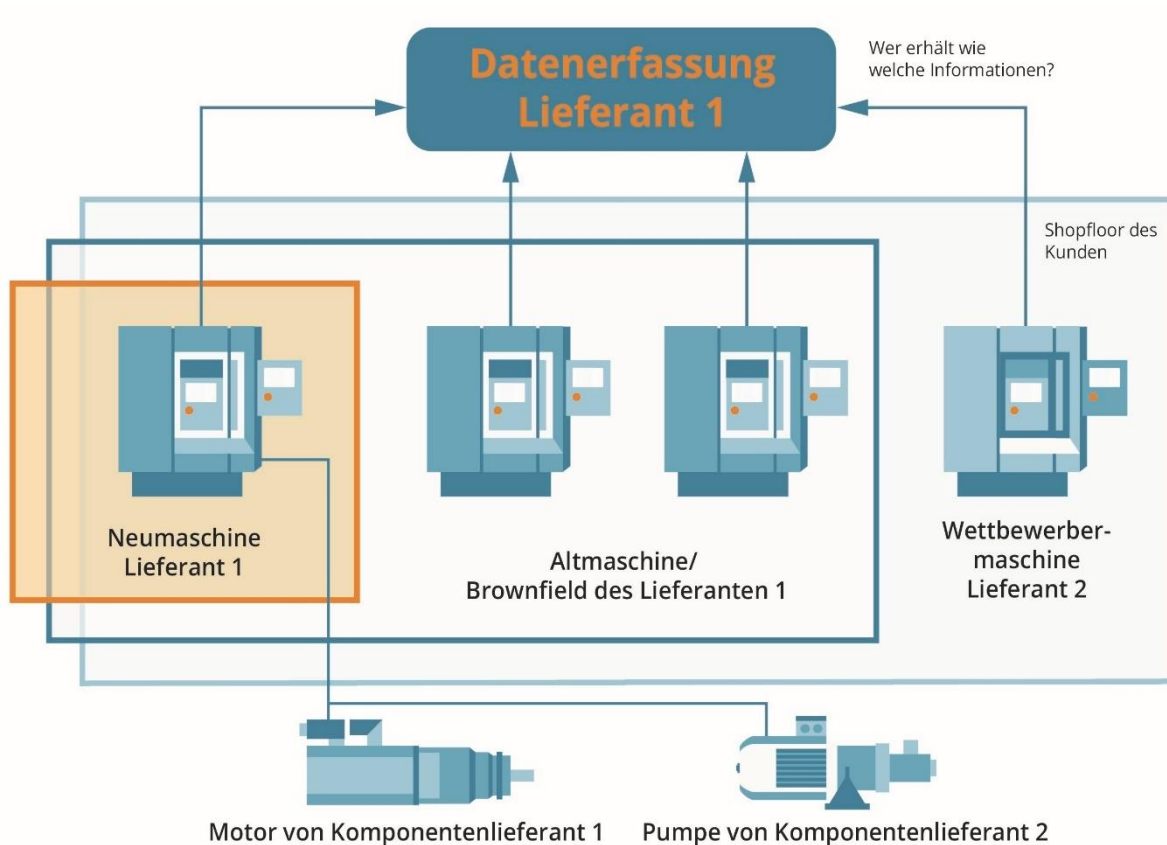 Datenerfassung
Lieferant 1
Wer erhält wie
welche Informationen?
Shopfloor des
Kunden
Neumaschine
Lieferant 1
Altmaschine/
Brownfield des Lieferanten 1
Wettbewerber-
maschine
Lieferant 2
Motor von Komponentenlieferant 1
Pumpe von Komponentenlieferant 2